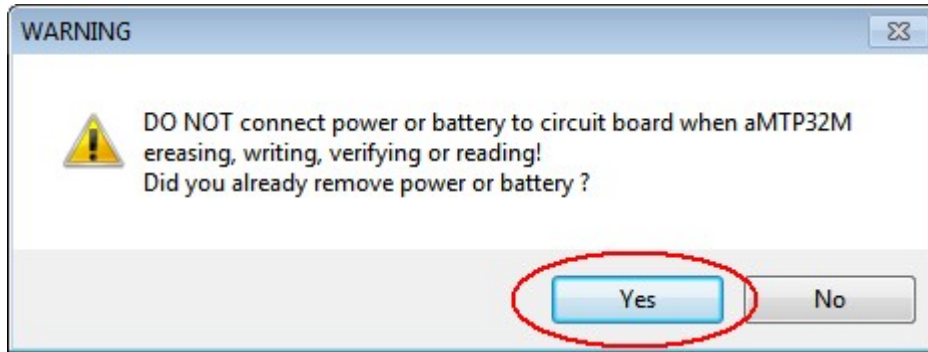 WARNING
DO NOT connect power or battery to circuit board when aMTP32M
ereasing, writing, verifying or reading!
Did you already remove power or battery ?
Yes No